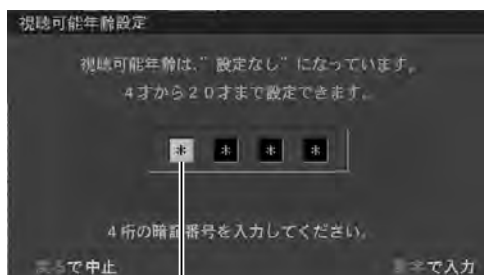 視聴可能年齢設定
視聴可能年齢は、"設定なし"になっています。
4才から20才まで設定できます。
* * * *
4桁の暗証番号を入力してください。
戻るで中止
で入力